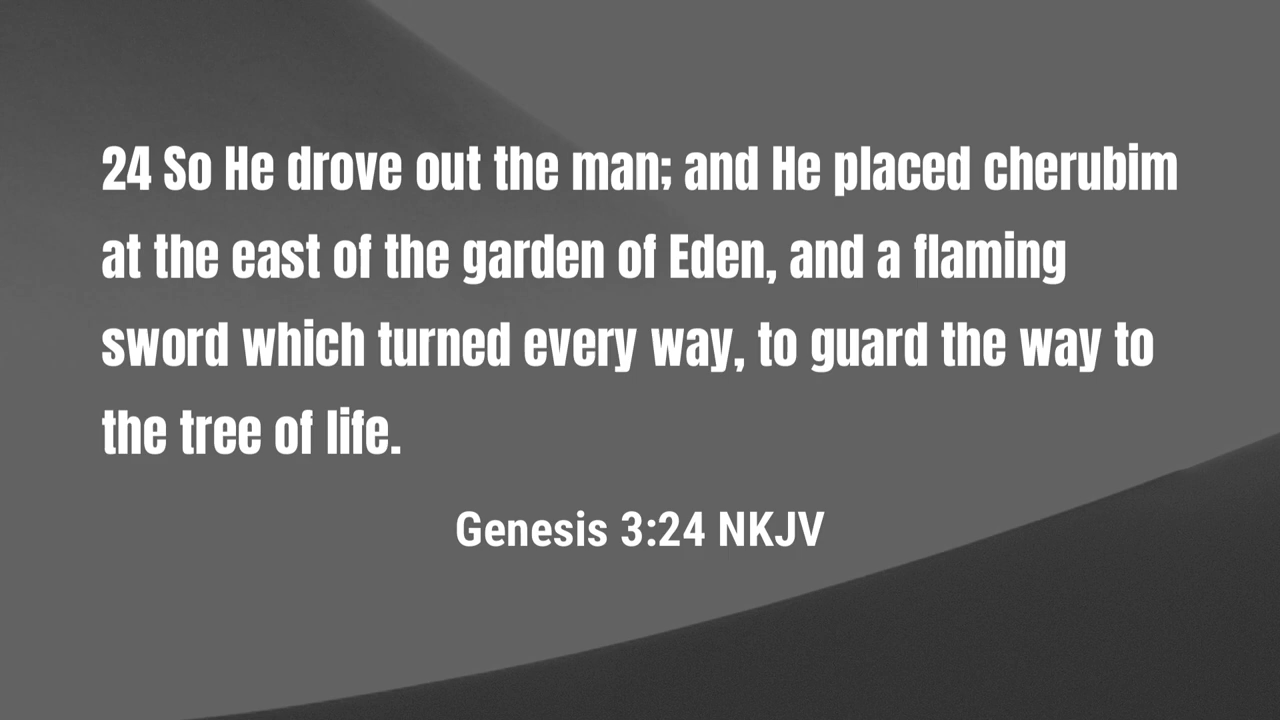 24 So He drove out the man; and He placed cherubim
at the east of the garden of Eden, and a flaming
sword which turned every way, to guard the way to
the tree of life.
Genesis 3:24 NKJV